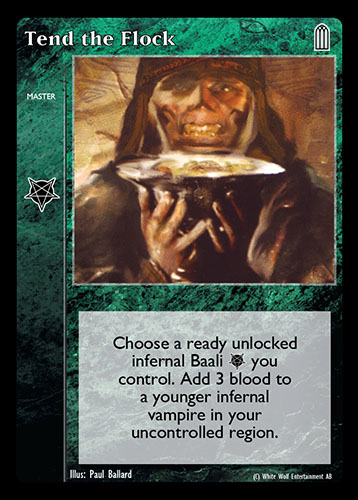 Tend the Flock
MASTER
Choose a ready unlocked
infernal Baali you
control. Add 3 blood to
a younger infernal
vampire in your
uncontrolled region.
Illus: Paul Ballard
(C) White Wolf Entertainment AB